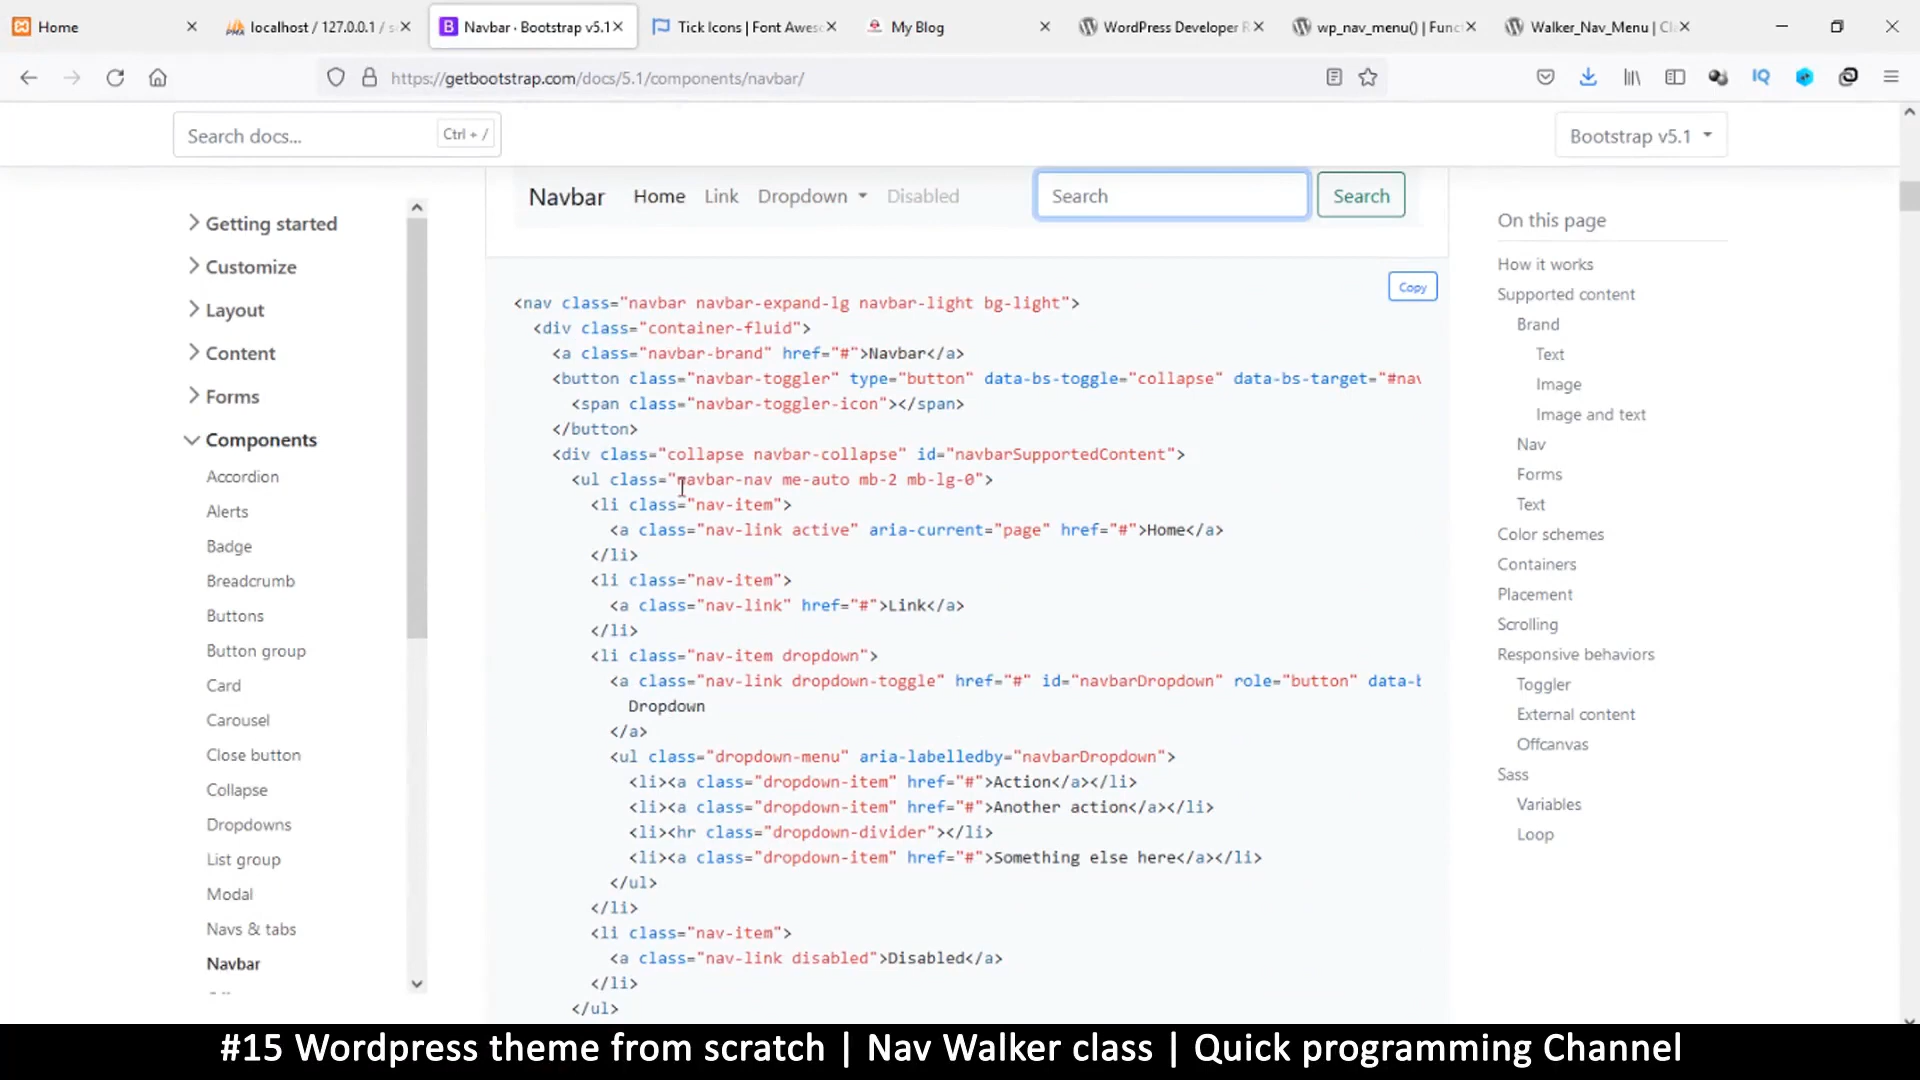 Home
localhost / 127.0.0.1 / s
Navbar · Bootstrap v5.1
Tick Icons | Font Awes
My Blog
WordPress Developer R
wp_nav_menu() | Funct
Walker_Nav_Menu | Cl
https://getbootstrap.com/docs/5.1/components/navbar/
IQ
Search docs...
Ctrl + /
Bootstrap v5.1
Navbar
Home
Link
Dropdown
Disabled
Search
Search
Getting started
Customize
Layout
Content
Forms
Components
Accordion
Alerts
Badge
Breadcrumb
Buttons
Button group
Card
Carousel
Close button
Collapse
Dropdowns
List group
Modal
Navs & tabs
Navbar
Copy
<nav class="navbar navbar-expand-lg navbar-light bg-light">
<div class="container-fluid">
<a class="navbar-brand" href="#">Navbar</a>
<button class="navbar-toggler" type="button" data-bs-toggle="collapse" data-bs-target="#nav
<span class="navbar-toggler-icon"></span>
</button>
<div class="collapse navbar-collapse" id="navbarSupportedContent">
<ul class="navbar-nav me-auto mb-2 mb-lg-0">
<li class="nav-item">
<a class="nav-link active" aria-current="page" href="#">Home</a>
</li>
<li class="nav-item">
<a class="nav-link" href="#">Link</a>
</li>
<li class="nav-item dropdown">
<a class="nav-link dropdown-toggle" href="#" id="navbarDropdown" role="button" data-b
Dropdown
</a>
<ul class="dropdown-menu" aria-labelledby="navbarDropdown">
<li><a class="dropdown-item" href="#">Action</a></li>
<li><a class="dropdown-item" href="#">Another action</a></li>
<li><hr class="dropdown-divider"></li>
<li><a class="dropdown-item" href="#">Something else here</a></li>
</ul>
</li>
<li class="nav-item">
<a class="nav-link disabled">Disabled</a>
</li>
</ul>
On this page
How it works
Supported content
Brand
Text
Image
Image and text
Nav
Forms
Text
Color schemes
Containers
Placement
Scrolling
Responsive behaviors
Toggler
External content
Offcanvas
Sass
Variables
Loop
#15 Wordpress theme from scratch | Nav Walker class | Quick programming Channel